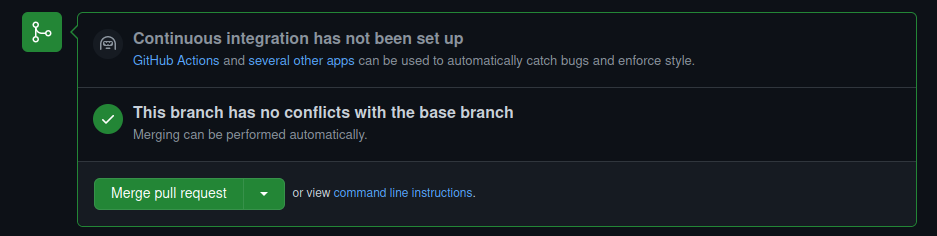 Continuous integration has not been set up
GitHub Actions and several other apps can be used to automatically catch bugs and enforce style.
This branch has no conflicts with the base branch
Merging can be performed automatically.
Merge pull request or view command line instructions.